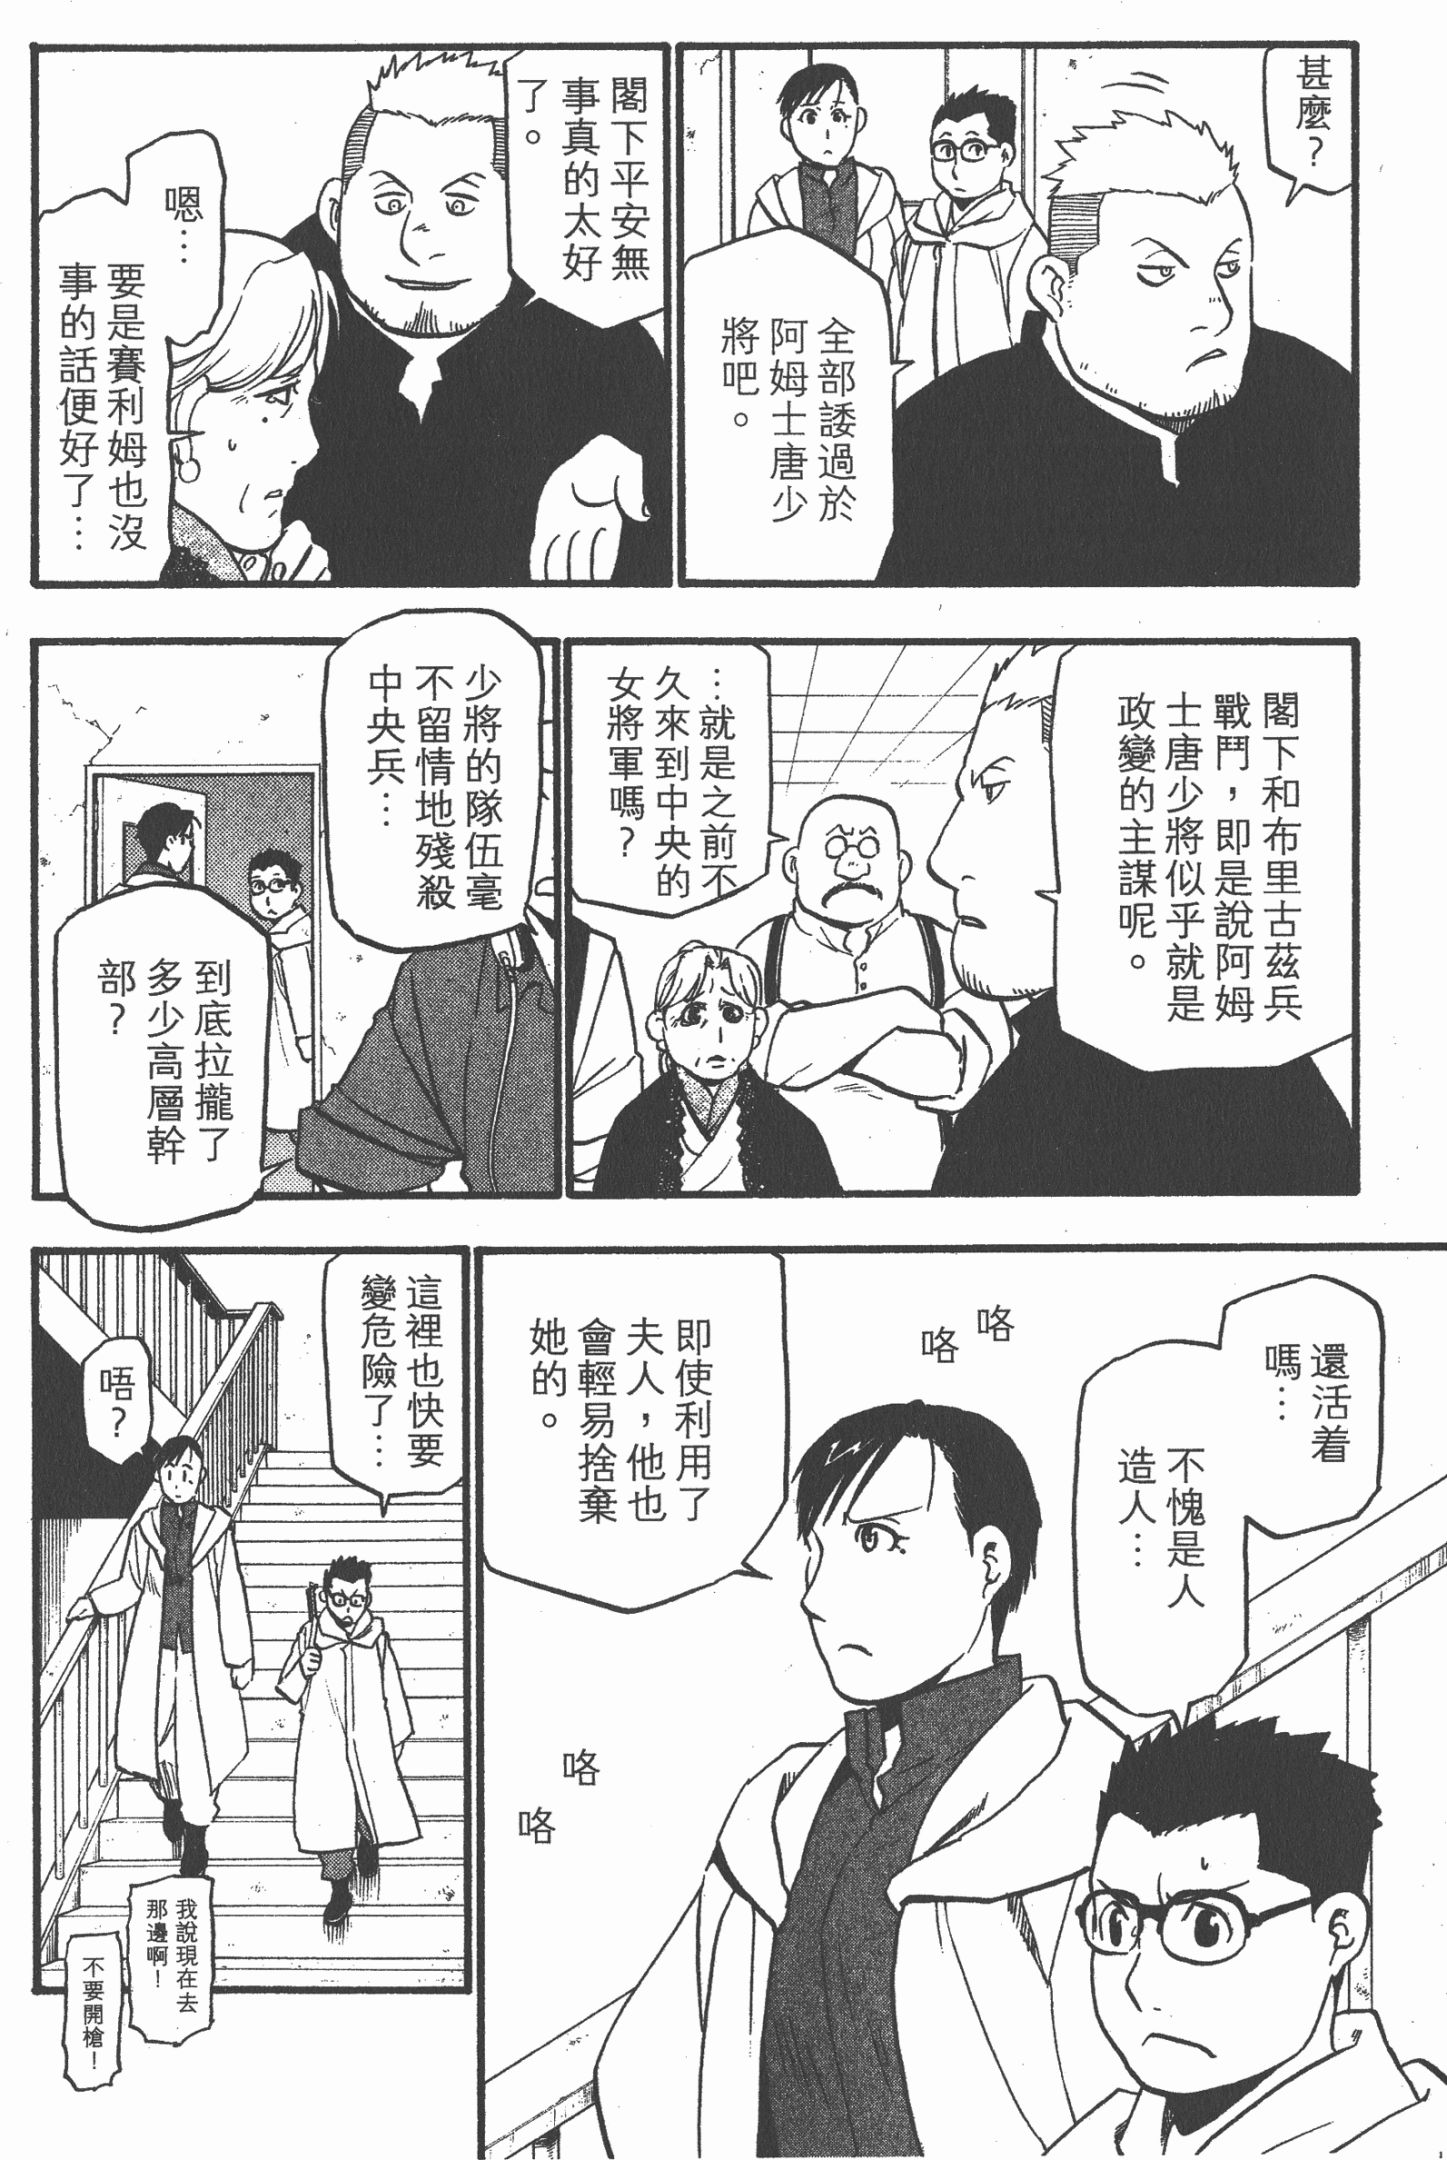 甚麼？
全部諉過於
阿姆士唐少
將吧。
閣下平安無
事真的太好
了。
嗯…
要是賽利姆也沒
事的話便好了…
閣下和布里古茲兵
戰鬥，即是說阿姆
士唐少將似乎就是
政變的主謀呢。
…就是之前不
久來到中央的
女將軍嗎？
少將的隊伍毫
不留情地殘殺
中央兵…
到底拉攏了
多少高層幹
部？
還活着
嗎…
不愧是人
造人…
咯
咯
即使利用了
夫人，他也
會輕易捨棄
她的。
咯
咯
這裡也快要
變危險了…
唔？
我說現在去
那邊啊！
不要開槍！